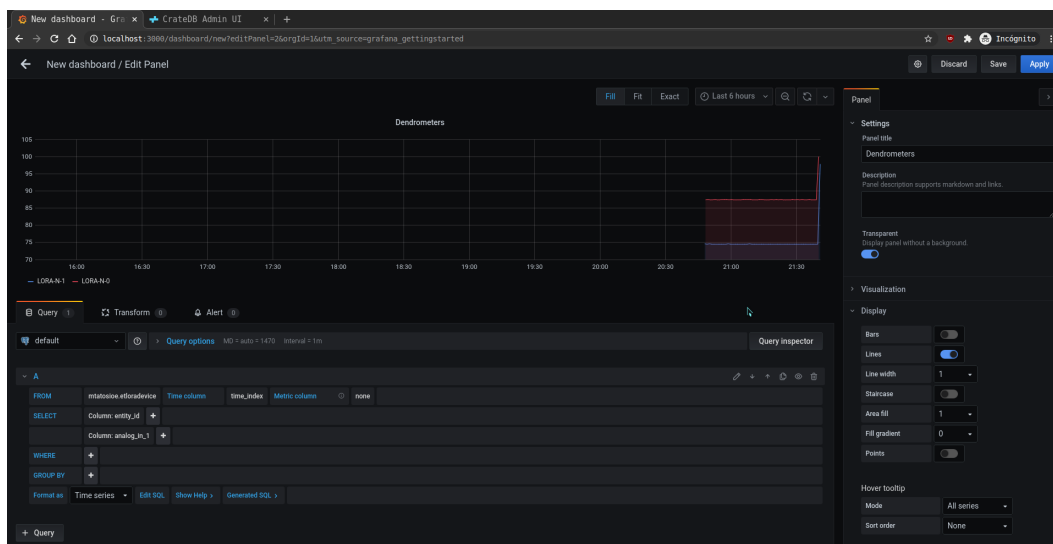 New dashboard - Gra × CrateDB Admin UI × +
localhost:3000/dashboard/new?editPanel=2&orgId=1&utm_source=grafana_gettingstarted Incógnito
New dashboard / Edit Panel Discard Save Apply
Fill Fit Exact Last 6 hours
Panel
Dendrometers
105
100
95
90
85
80
75
70
16:00 16:30 17:00 17:30 18:00 18:30 19:00 19:30 20:00 20:30 21:00 21:30
LORA-N-1 LORA-N-0
Settings
Panel title
Dendrometers
Description
Panel description supports markdown and links.
Transparent
Display panel without a background.
Visualization
Display
Bars
Lines
Line width 1
Staircase
Area fill 1
Fill gradient 0
Points
Hover tooltip
Mode All series
Sort order None
Query 1 Transform 0 Alert 0
default Query options MD = auto = 1470 Interval = 1m Query inspector
A
FROM mtatosioe.etloradevice Time column time_index Metric column none
SELECT Column: entity_id +
Column: analog_in_1 +
WHERE +
GROUP BY +
Format as Time series Edit SQL Show Help > Generated SQL >
+ Query